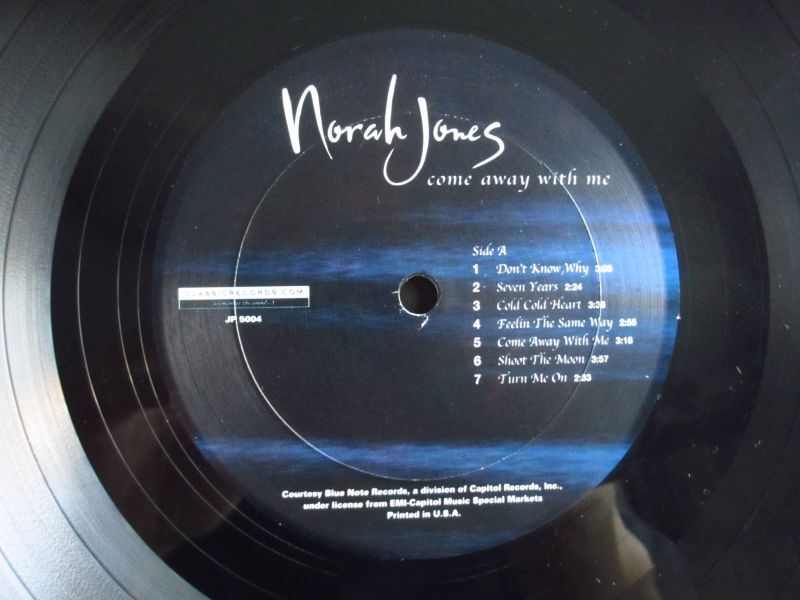 Norah Jones
come away with me
Side A
1 Don't Know, Why 3:05
2 Seven Years 2:24
3 Cold Cold Heart 3:38
4 Feelin The Same Way 2:55
5 Come Away With Me 3:18
6 Shoot The Moon 3:57
7 Turn Me On 2:33
CLASSICRECORDS.COM
JP 5004
Courtesy Blue Note Records, a division of Capitol Records, Inc.,
under license from EMI-Capitol Music Special Markets
Printed in U.S.A.